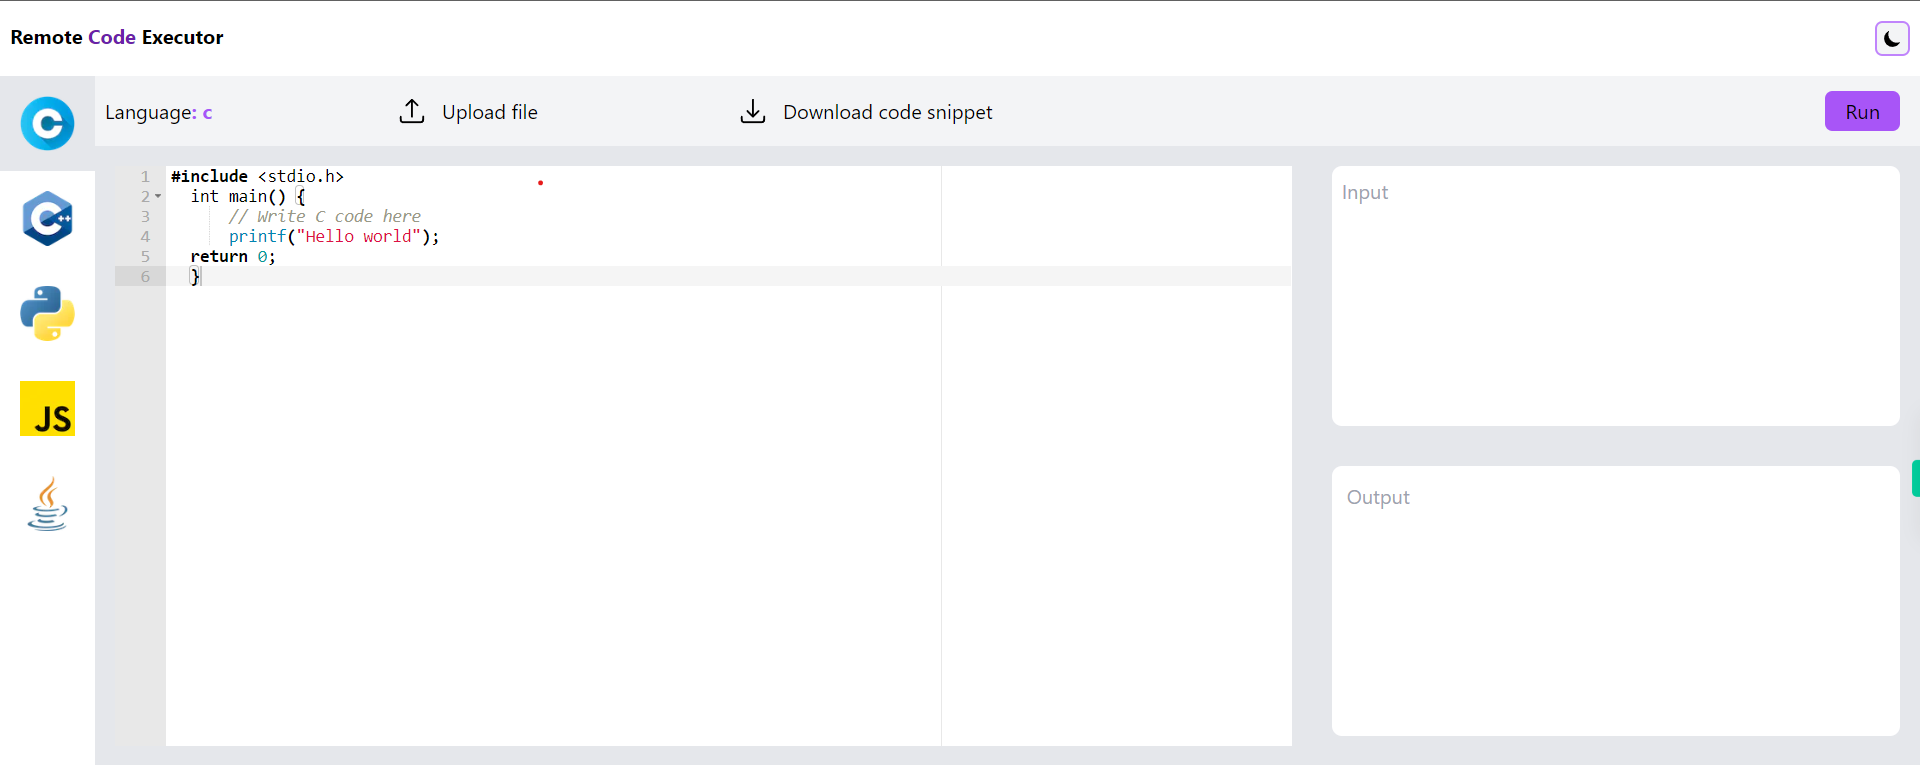 Remote Code Executor
Language: c
Upload file
Download code snippet
Run
1 #include <stdio.h>
2 int main() {
3 // Write C code here
4 printf("Hello world");
5 return 0;
6 }
Input
Output
C
C++
JS